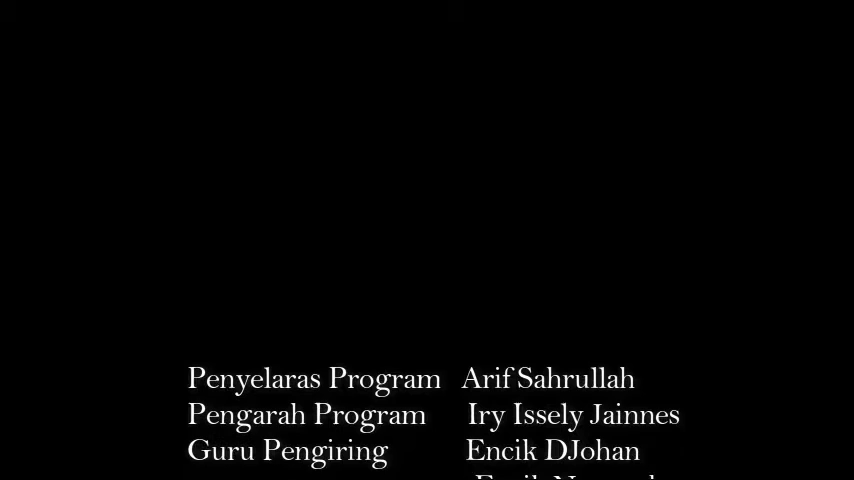 Penyelaras Program Arif Sahrullah
Pengarah Program Iry Issely Jainnes
Guru Pengiring Encik DJohan